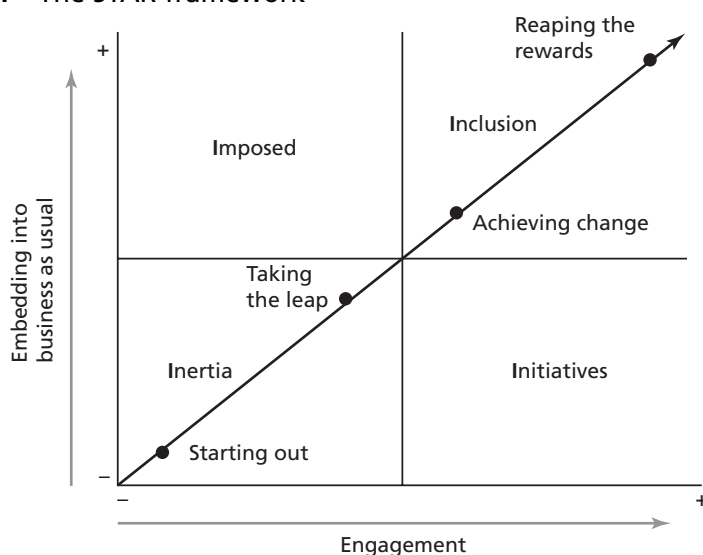 The STAR framework
Reaping the
rewards
+
Inclusion
Imposed
Achieving change
Embedding into
business as usual
Taking
the leap
Inertia
Initiatives
Starting out
–
–
+
Engagement